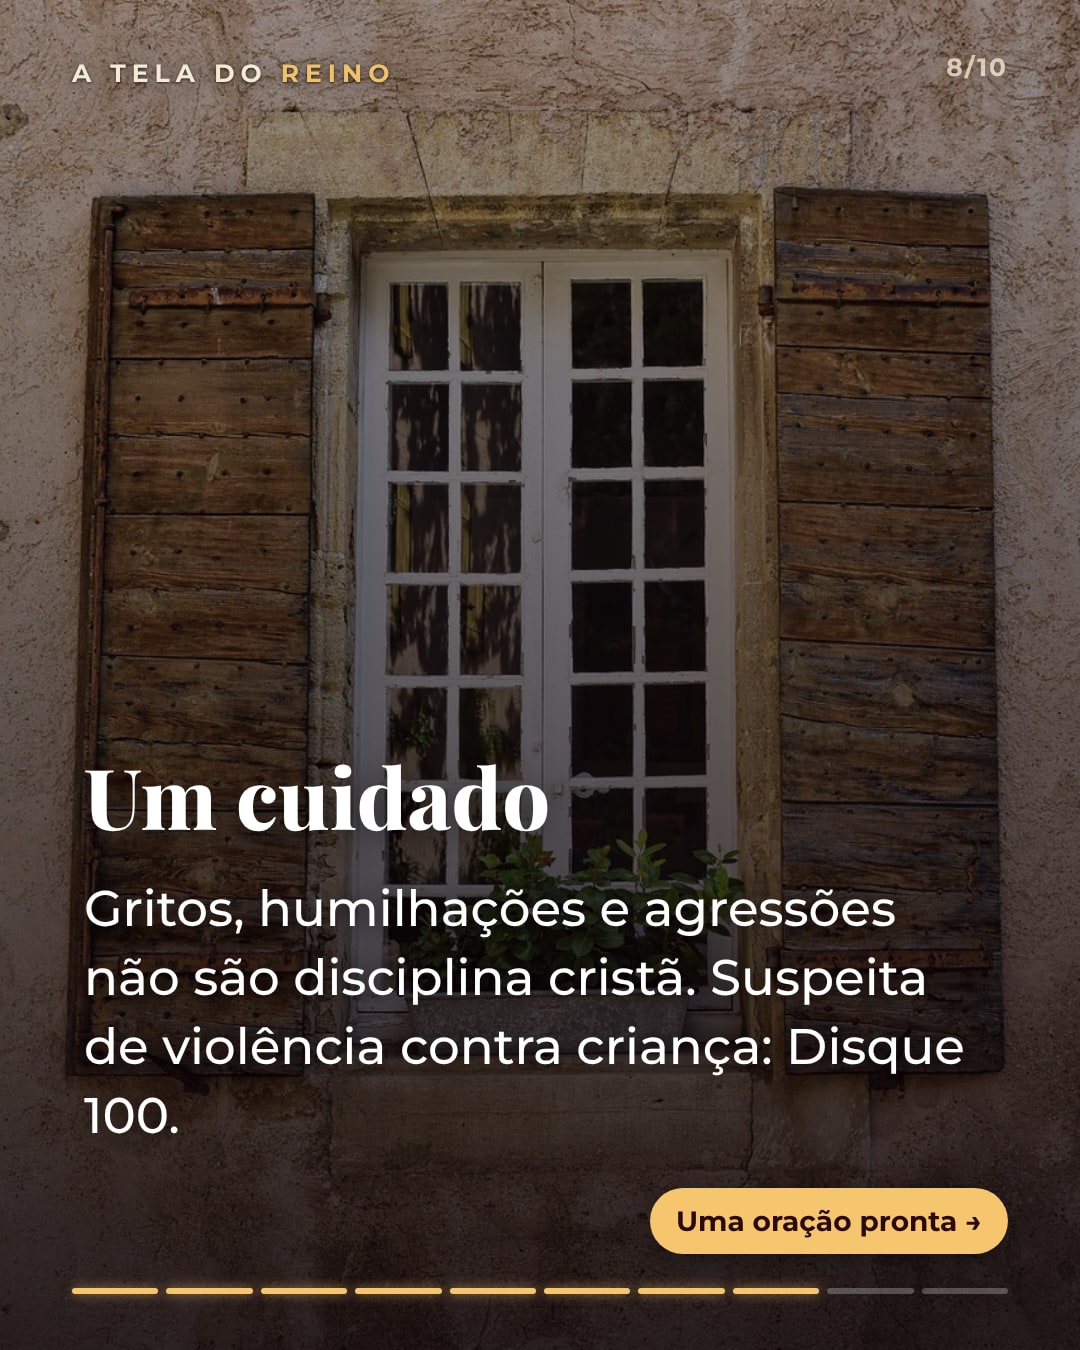 A TELA DO REINO
8/10
Um cuidado
Gritos, humilhações e agressões
não são disciplina cristã. Suspeita
de violência contra criança: Disque
100.
Uma oração pronta →